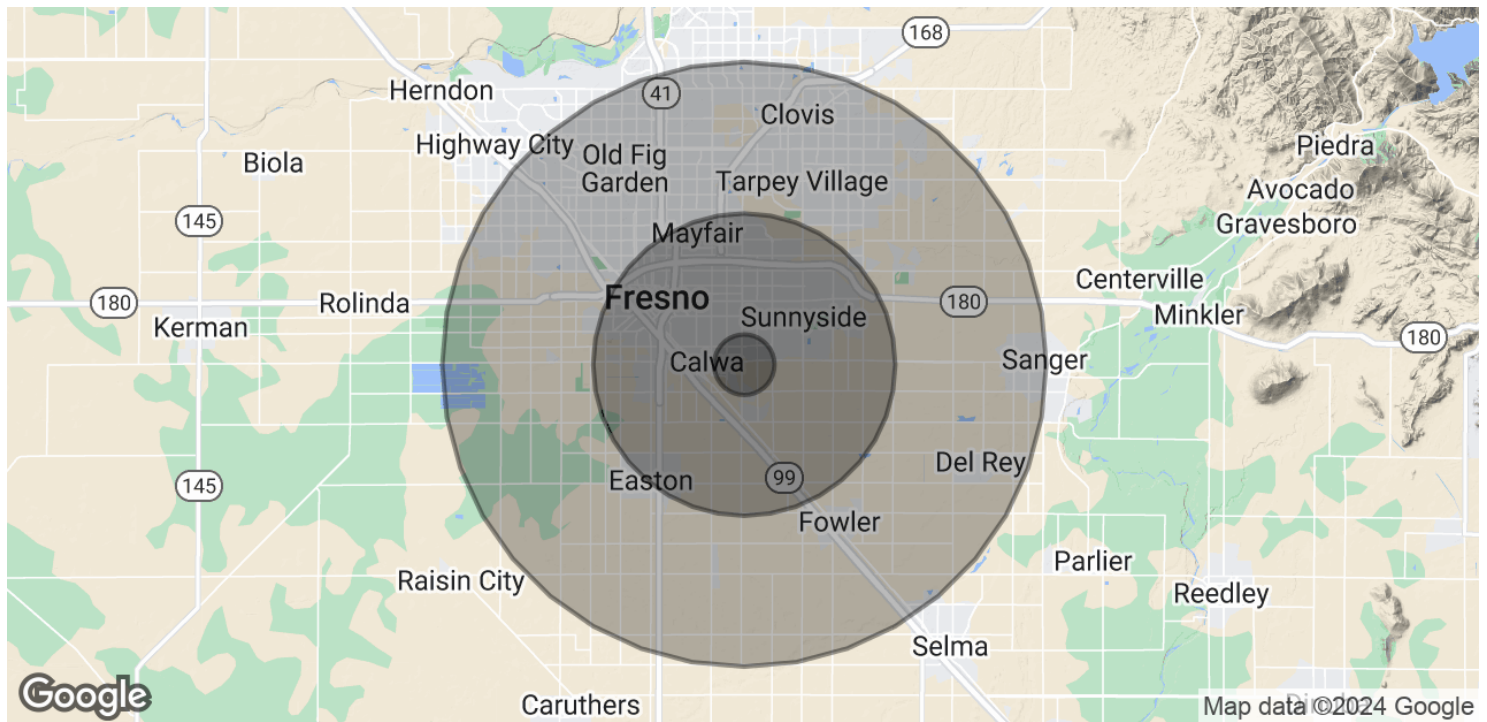 168
Herndon
41
Clovis
Highway City
Old Fig
Garden
Piedra
Biola
Tarpey Village
Avocado
145
Gravesboro
Mayfair
Centerville
180
Rolinda
Fresno
180
Minkler
Kerman
Sunnyside
180
Calwa
Sanger
Del Rey
145
Easton
99
Fowler
Parlier
Raisin City
Reedley
Selma
Google
Caruthers
Map data ©2024 Google